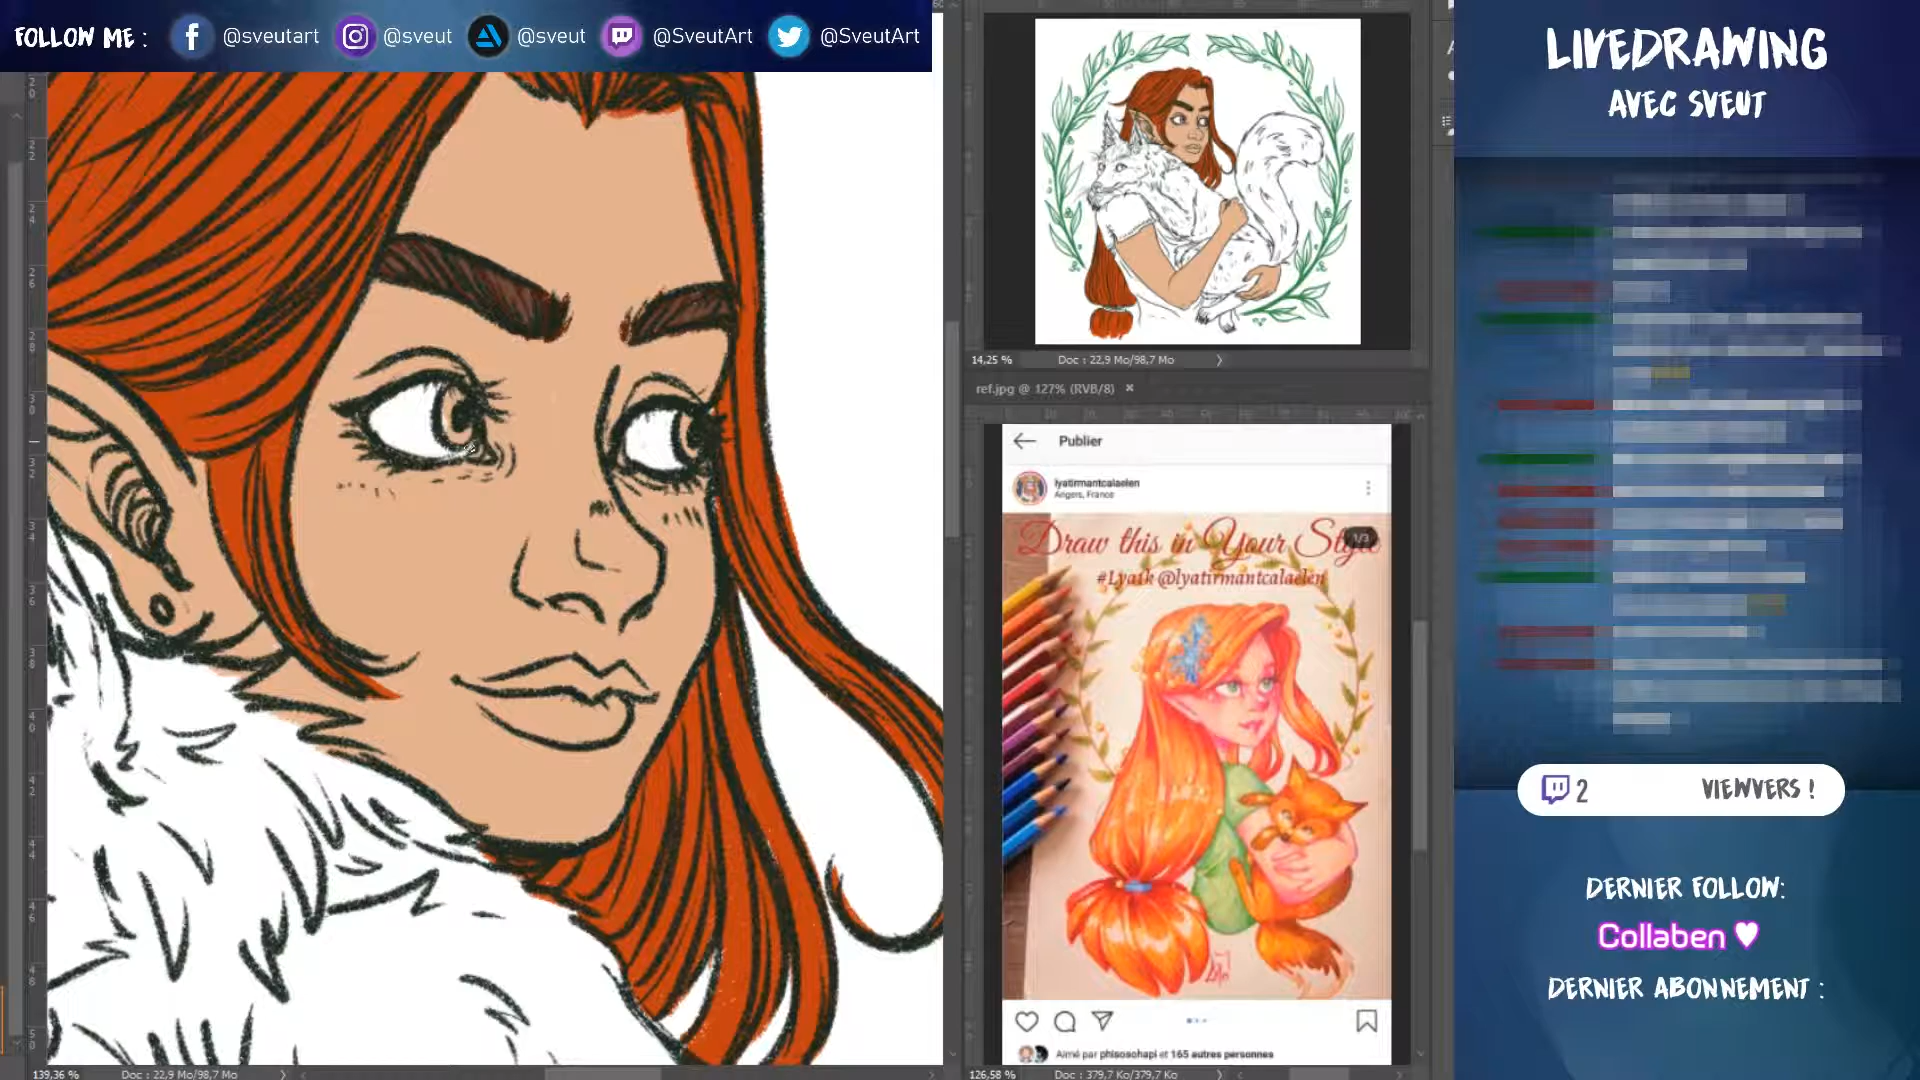 FOLLOW ME : @sveutart @sveut @sveut @SveutArt @SveutArt
LIVEDRAWING
AVEC SVEUT
14,25 % Doc : 22,9 Mo/98,7 Mo
ref.jpg @ 127% (RVB/8)
Publier
lyatirmantcalaelen
Angers, France
Draw this in Your Style
1/3
#Lyatk @lyatirmantcalaelen
Aimé par phisoschapi et 165 autres personnes
139,36 % Doc : 22,9 Mo/98,7 Mo
126,58 % Doc : 379,7 Ko/379,7 Ko
2 VIEWVERS !
DERNIER FOLLOW:
Collaben
DERNIER ABONNEMENT :